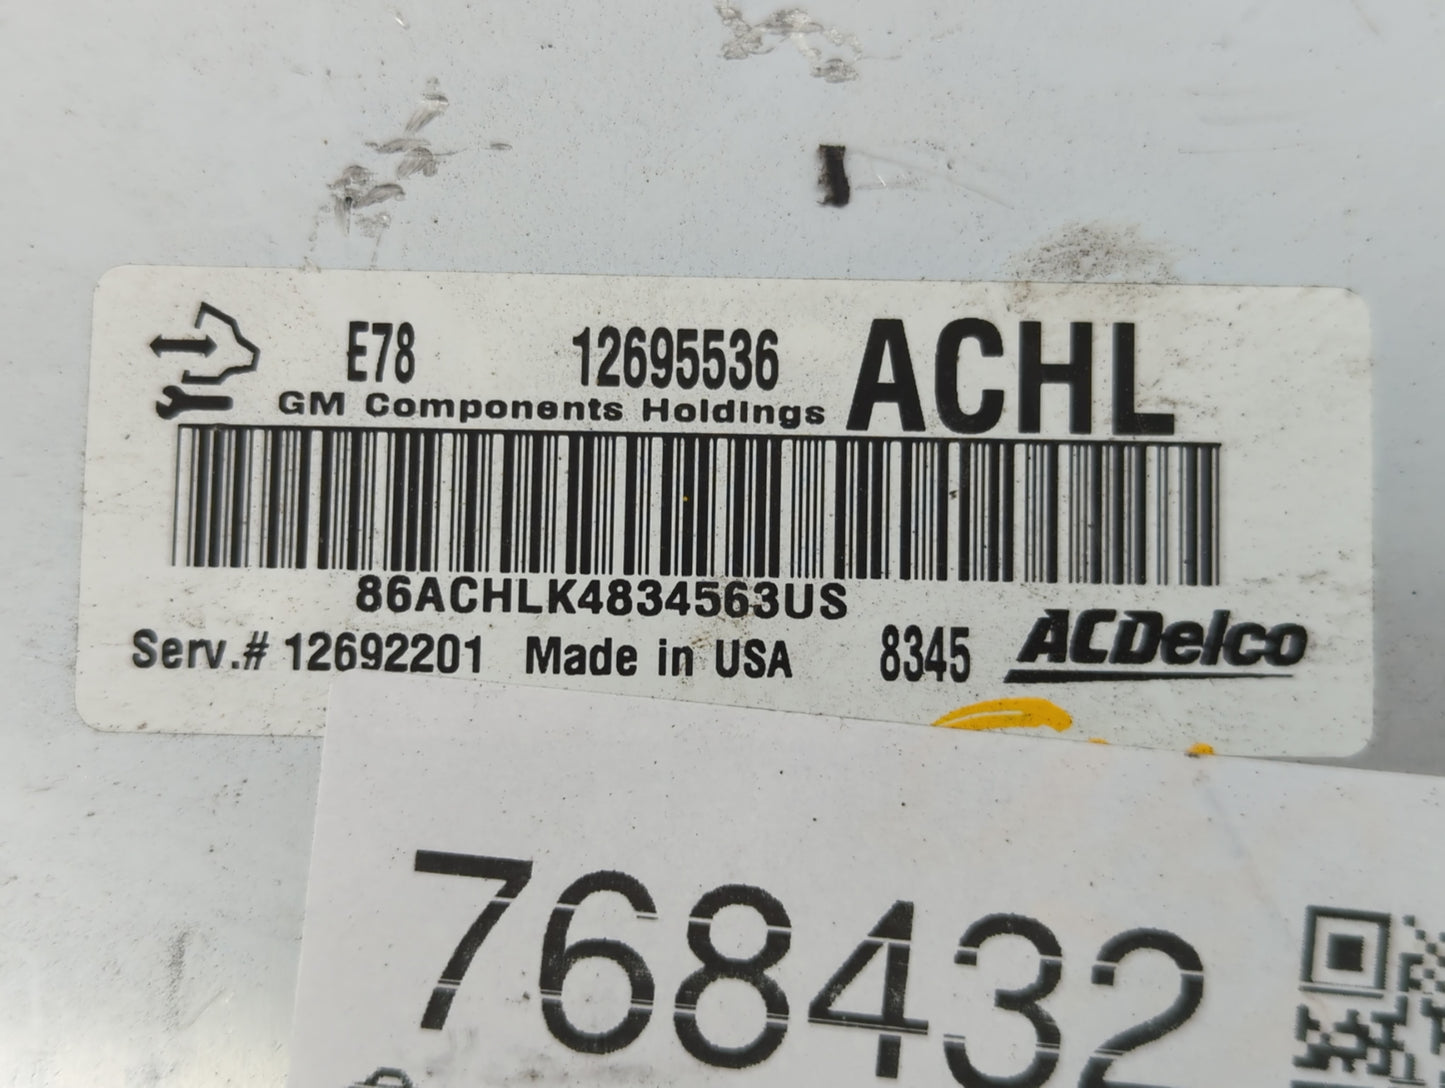 E78 12695536 ACHL
GM Components Holdings
86ACHLK4834563US
Serv.# 12692201 Made in USA 8345 ACDelco
768432